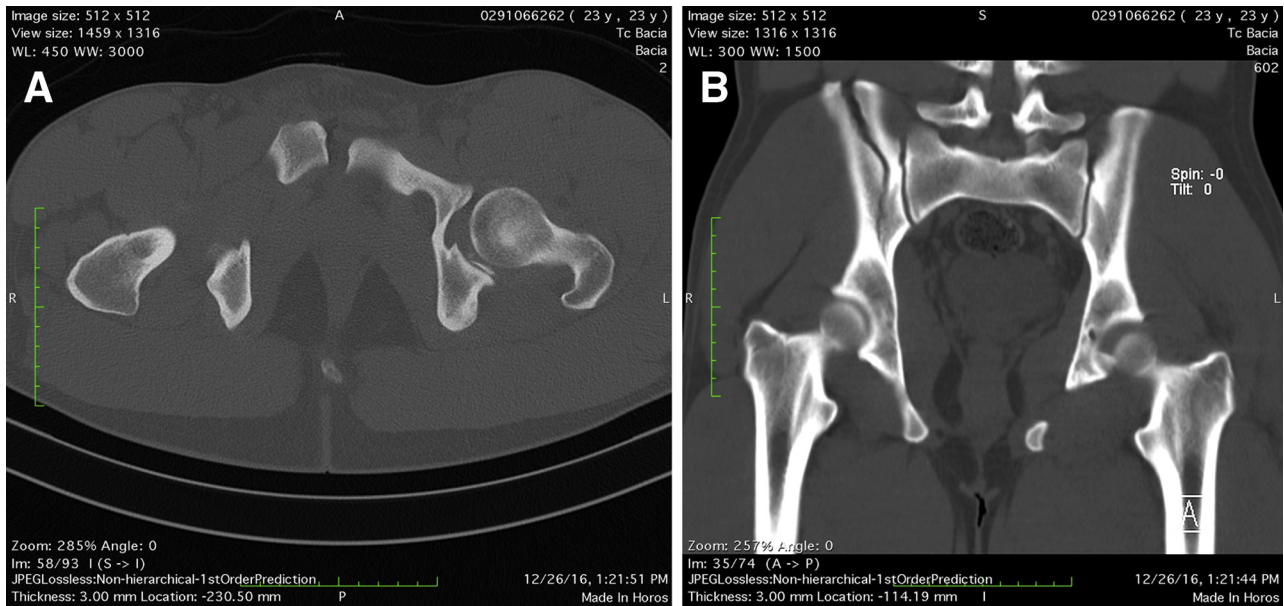 Image size: 512 x 512
View size: 1459 x 1316
WL: 450 WW: 3000
A
A
0291066262 ( 23 y , 23 y )
Tc Bacia
Bacia
2
R
L
Zoom: 285% Angle: 0
Im: 58/93 I (S -> I)
JPEGLossless:Non-hierarchical-1stOrderPrediction
Thickness: 3.00 mm Location: -230.50 mm
P
12/26/16, 1:21:51 PM
Made In Horos
Image size: 512 x 512
View size: 1316 x 1316
WL: 300 WW: 1500
B
S
0291066262 ( 23 y , 23 y )
Tc Bacia
Bacia
602
Spin: -0
Tilt: 0
R
L
A
Zoom: 257% Angle: 0
Im: 35/74 (A -> P)
JPEGLossless:Non-hierarchical-1stOrderPrediction
Thickness: 3.00 mm Location: -114.19 mm
I
12/26/16, 1:21:44 PM
Made In Horos